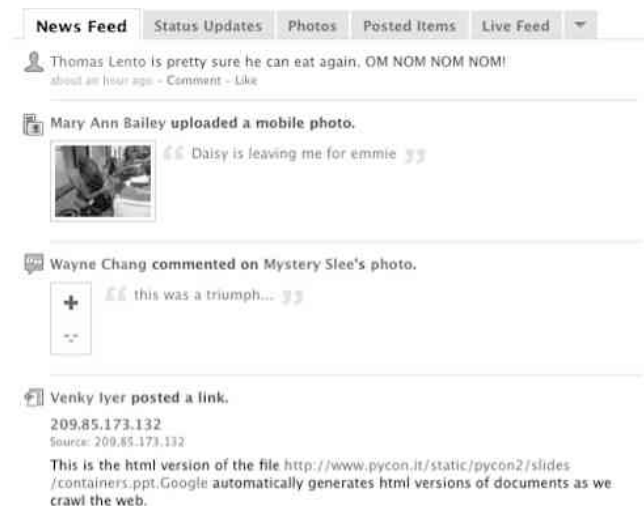 News Feed Status Updates Photos Posted Items Live Feed
Thomas Lento is pretty sure he can eat again. OM NOM NOM NOM!
about an hour ago - Comment - Like
Mary Ann Bailey uploaded a mobile photo.
“ Daisy is leaving me for emmie ”
Wayne Chang commented on Mystery Slee's photo.
“ this was a triumph... ”
Venky Iyer posted a link.
209.85.173.132
Source: 209.85.173.132
This is the html version of the file http://www.pycon.it/static/pycon2/slides
/containers.ppt.Google automatically generates html versions of documents as we
crawl the web.